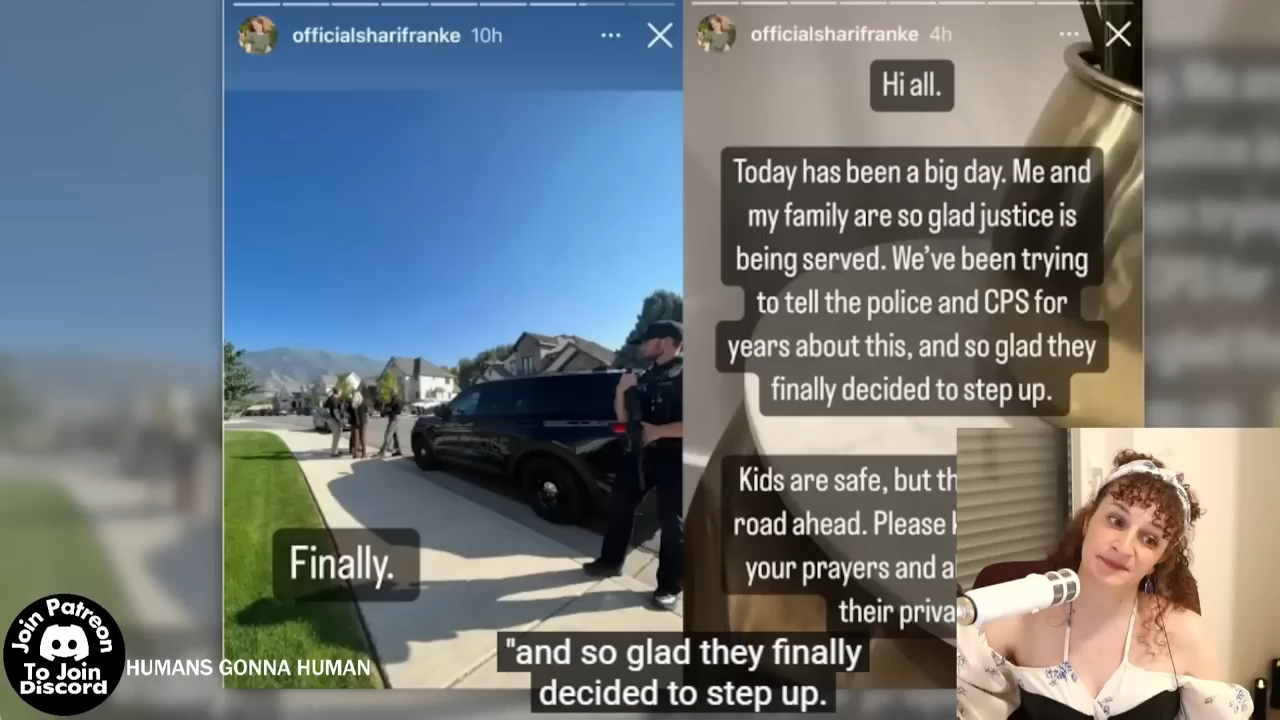 officialsharifranke 10h
Finally.
officialsharifranke 4h
Hi all.
Today has been a big day. Me and
my family are so glad justice is
being served. We've been trying
to tell the police and CPS for
years about this, and so glad they
finally decided to step up.
Kids are safe, but
road ahead. Please
your prayers and
their
"and so glad they finally
decided to step up.
Join Patreon
To Join
Discord
HUMANS GONNA HUMAN